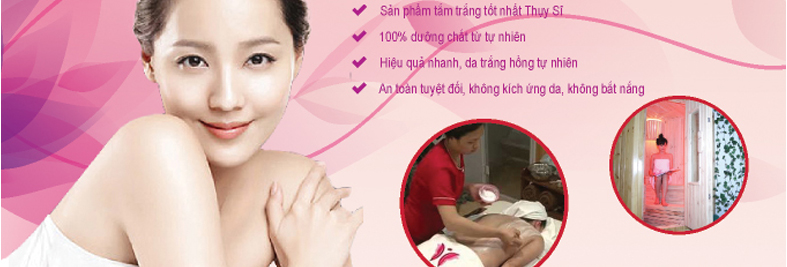 Sản phẩm tắm trắng tốt nhất Thụy Sĩ
100% dưỡng chất từ tự nhiên
Hiệu quả nhanh, da trắng hồng tự nhiên
An toàn tuyệt đối, không kích ứng da, không bắt nắng